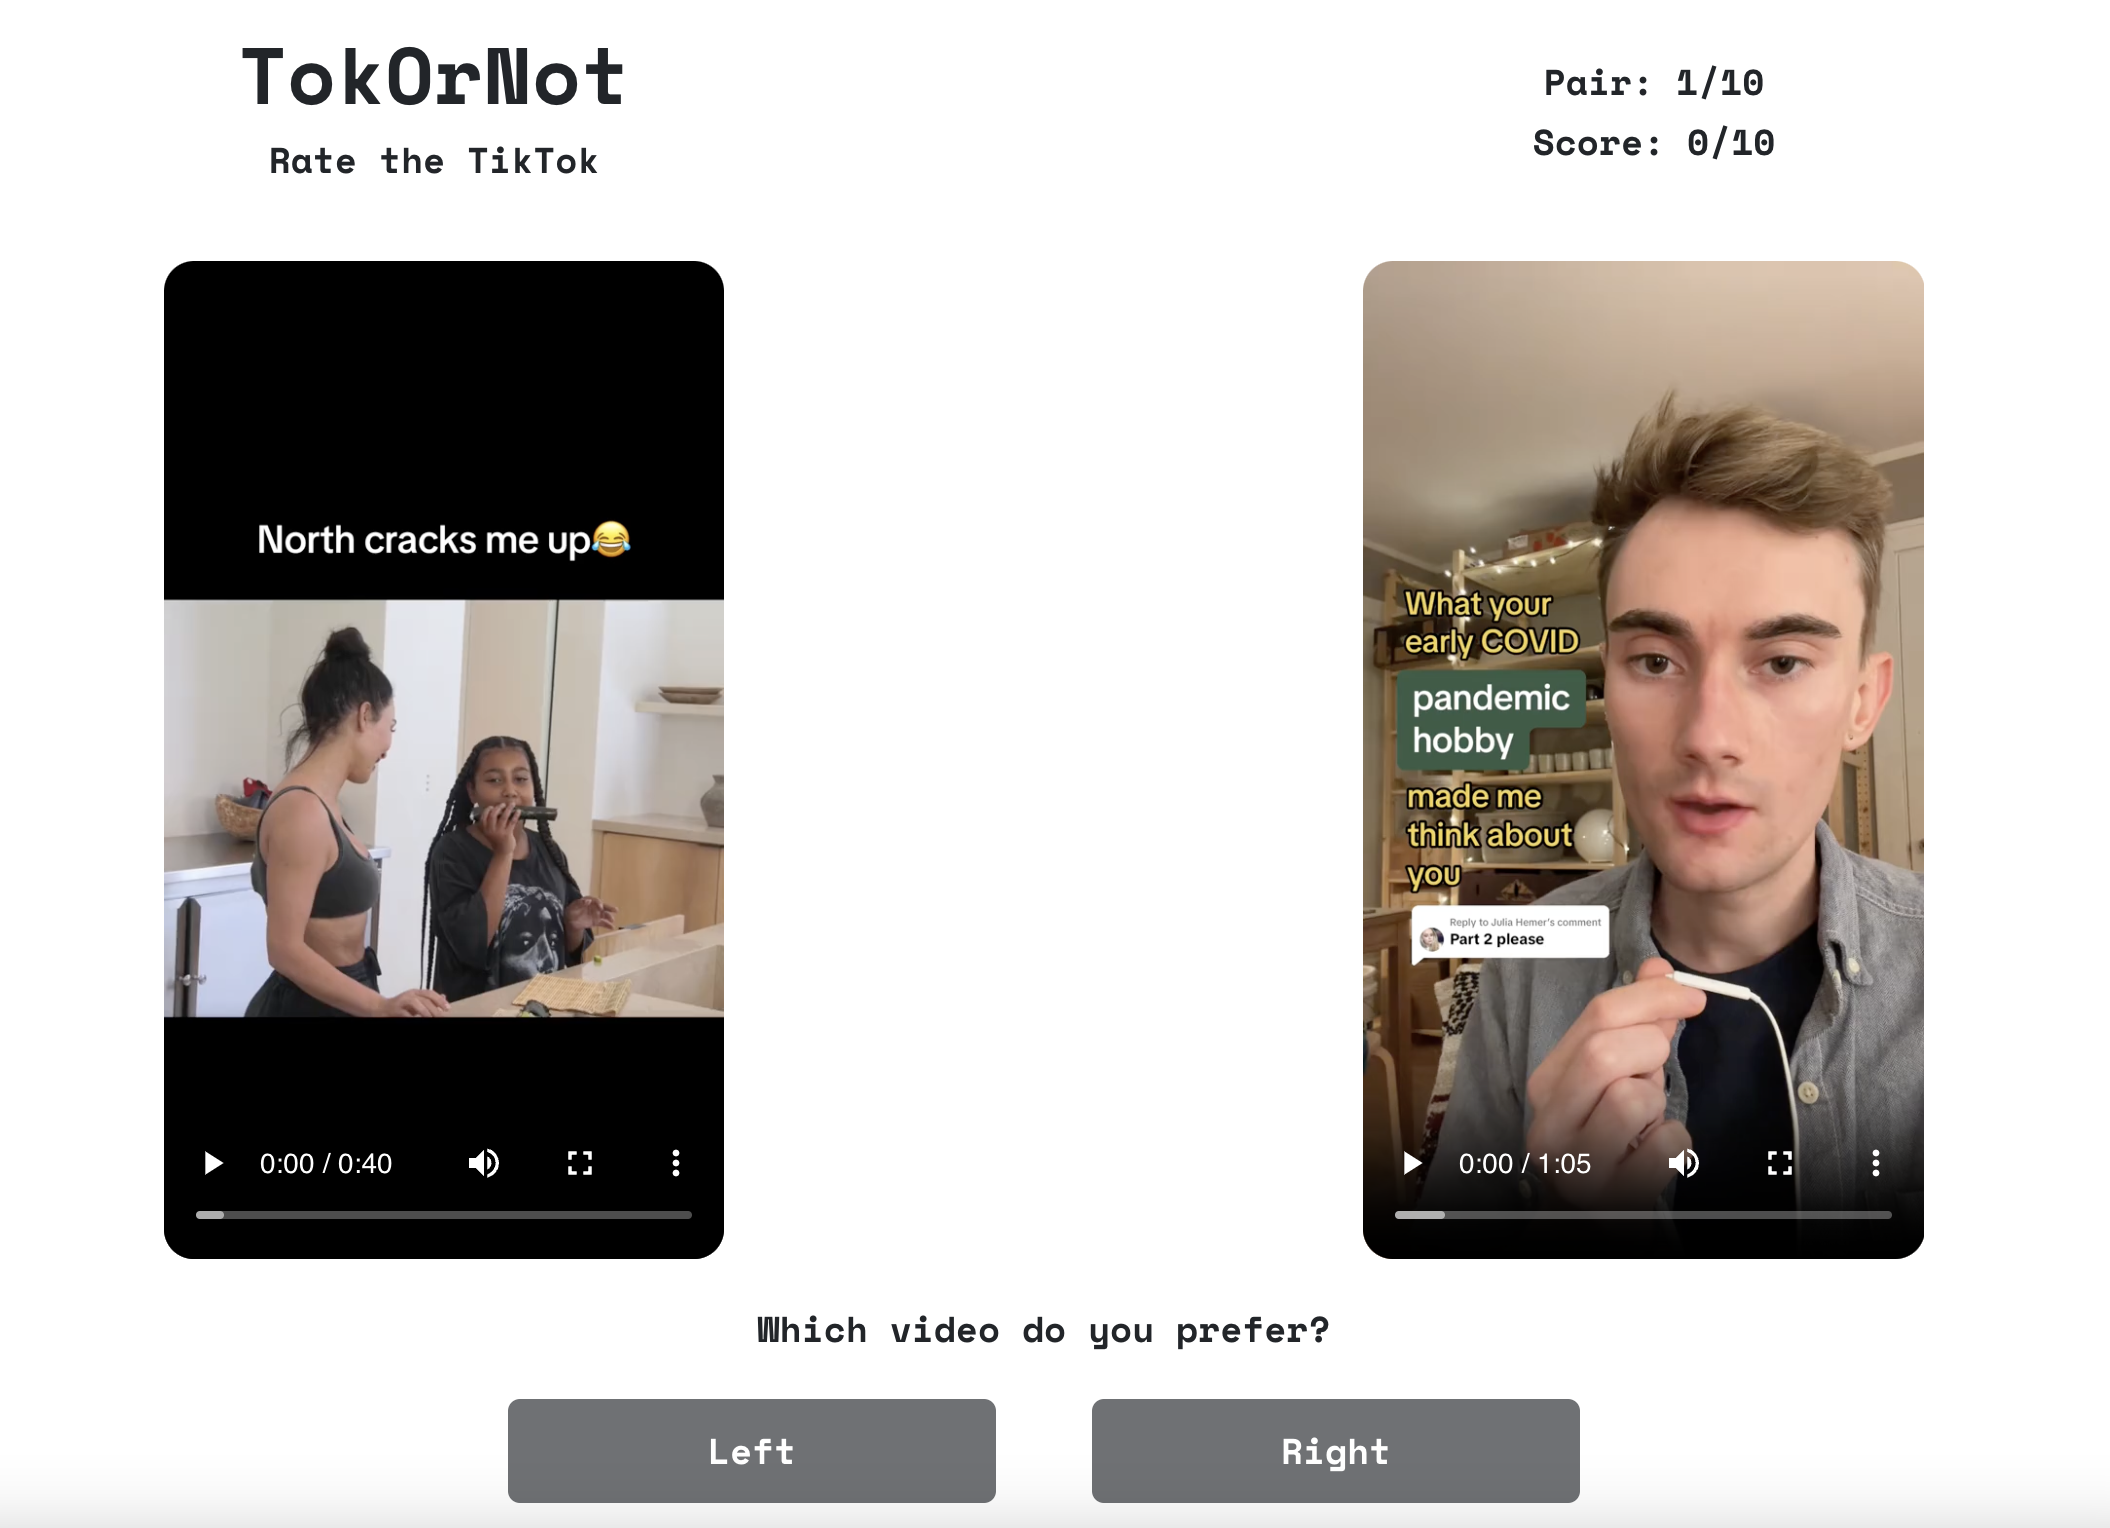 TokOrNot
Rate the TikTok
Pair: 1/10
Score: 0/10
North cracks me up😂
0:00 / 0:40
What your
early COVID
pandemic
hobby
made me
think about
you
Reply to Julia Hemer's comment
Part 2 please
0:00 / 1:05
Which video do you prefer?
Left
Right